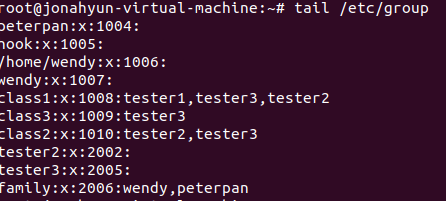 root@jonahyun-virtual-machine:~# tail /etc/group
peterpan:x:1004:
hook:x:1005:
/home/wendy:x:1006:
wendy:x:1007:
class1:x:1008:tester1,tester3,tester2
class3:x:1009:tester3
class2:x:1010:tester2,tester3
tester2:x:2002:
tester3:x:2005:
family:x:2006:wendy,peterpan